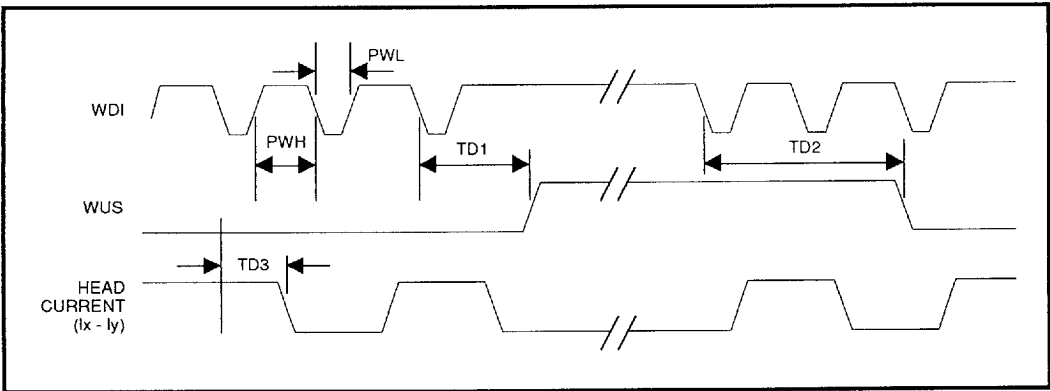 PWL
WDI
PWH
TD1
TD2
WUS
TD3
HEAD
CURRENT
(Ix - Iy)